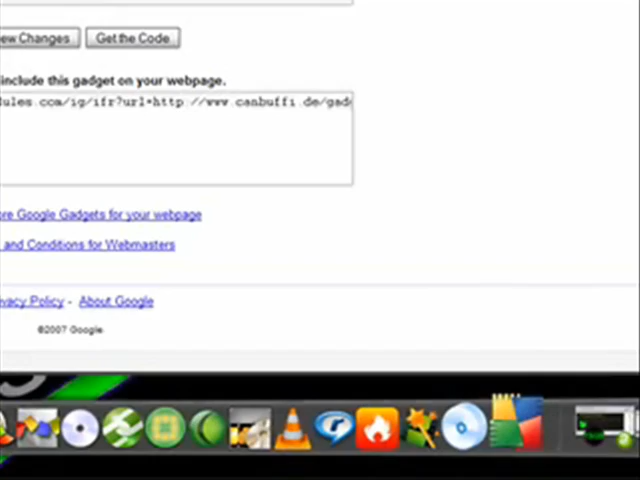 ew Changes Get the Code
include this gadget on your webpage.
dules.com/ig/ifr?url=http://www.canbuffi.de/gad
ore Google Gadgets for your webpage
and Conditions for Webmasters
ivacy Policy - About Google
©2007 Google